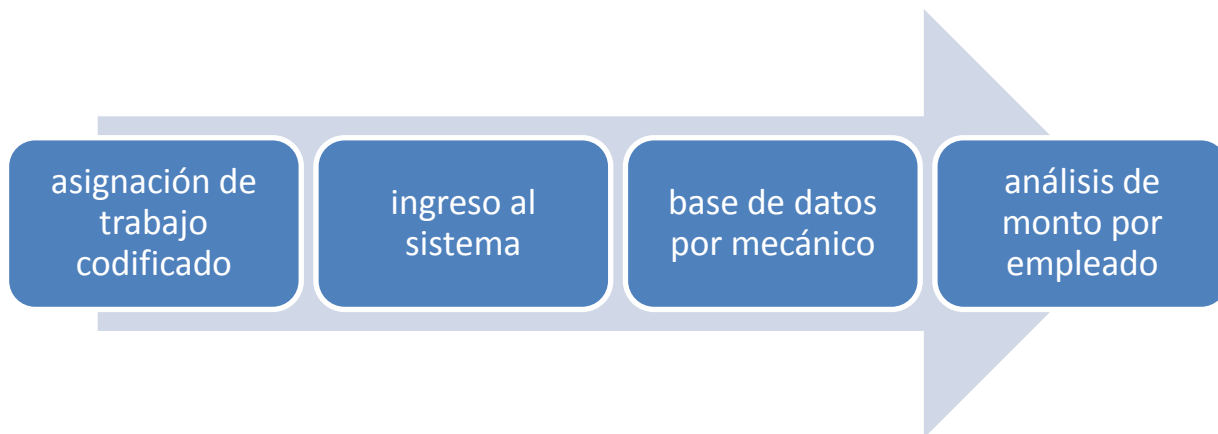 asignación de
trabajo
codificado
ingreso al
sistema
base de datos
por mecánico
análisis de
monto por
empleado